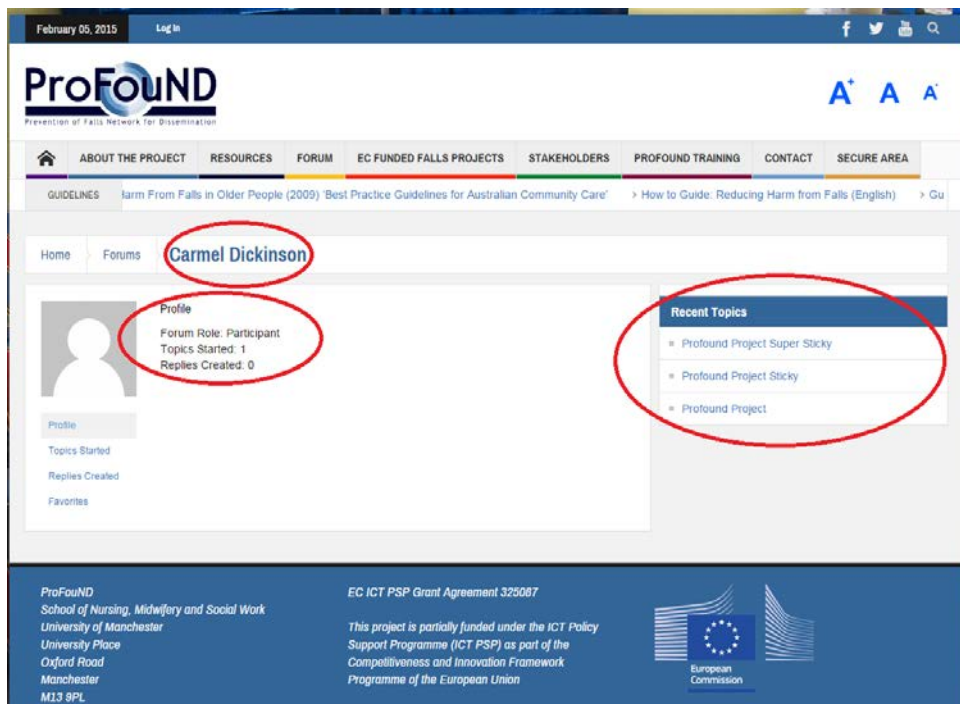 February 05, 2015
Log In
ProFouND
Prevention of Falls Network for Dissemination
A+ A A-
ABOUT THE PROJECT RESOURCES FORUM EC FUNDED FALLS PROJECTS STAKEHOLDERS PROFOUND TRAINING CONTACT SECURE AREA
GUIDELINES Harm From Falls in Older People (2009) 'Best Practice Guidelines for Australian Community Care' > How to Guide: Reducing Harm from Falls (English) > Gu
Home Forums Carmel Dickinson
Profile
Forum Role: Participant
Topics Started: 1
Replies Created: 0
Profile
Topics Started
Replies Created
Favorites
Recent Topics
Profound Project Super Sticky
Profound Project Sticky
Profound Project
ProFouND
School of Nursing, Midwifery and Social Work
University of Manchester
University Place
Oxford Road
Manchester
M13 9PL
EC ICT PSP Grant Agreement 325087
This project is partially funded under the ICT Policy
Support Programme (ICT PSP) as part of the
Competitiveness and Innovation Framework
Programme of the European Union
European
Commission